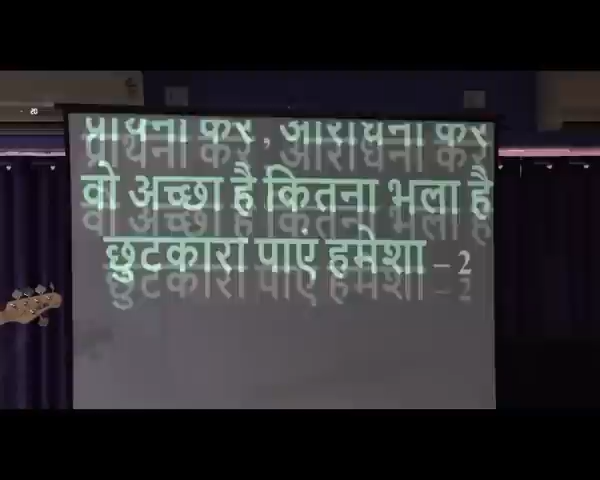 प्रार्थना करें, आराधना करें
वो अच्छा है कितना भला है
छुटकारा पाएं हमेशा – 2